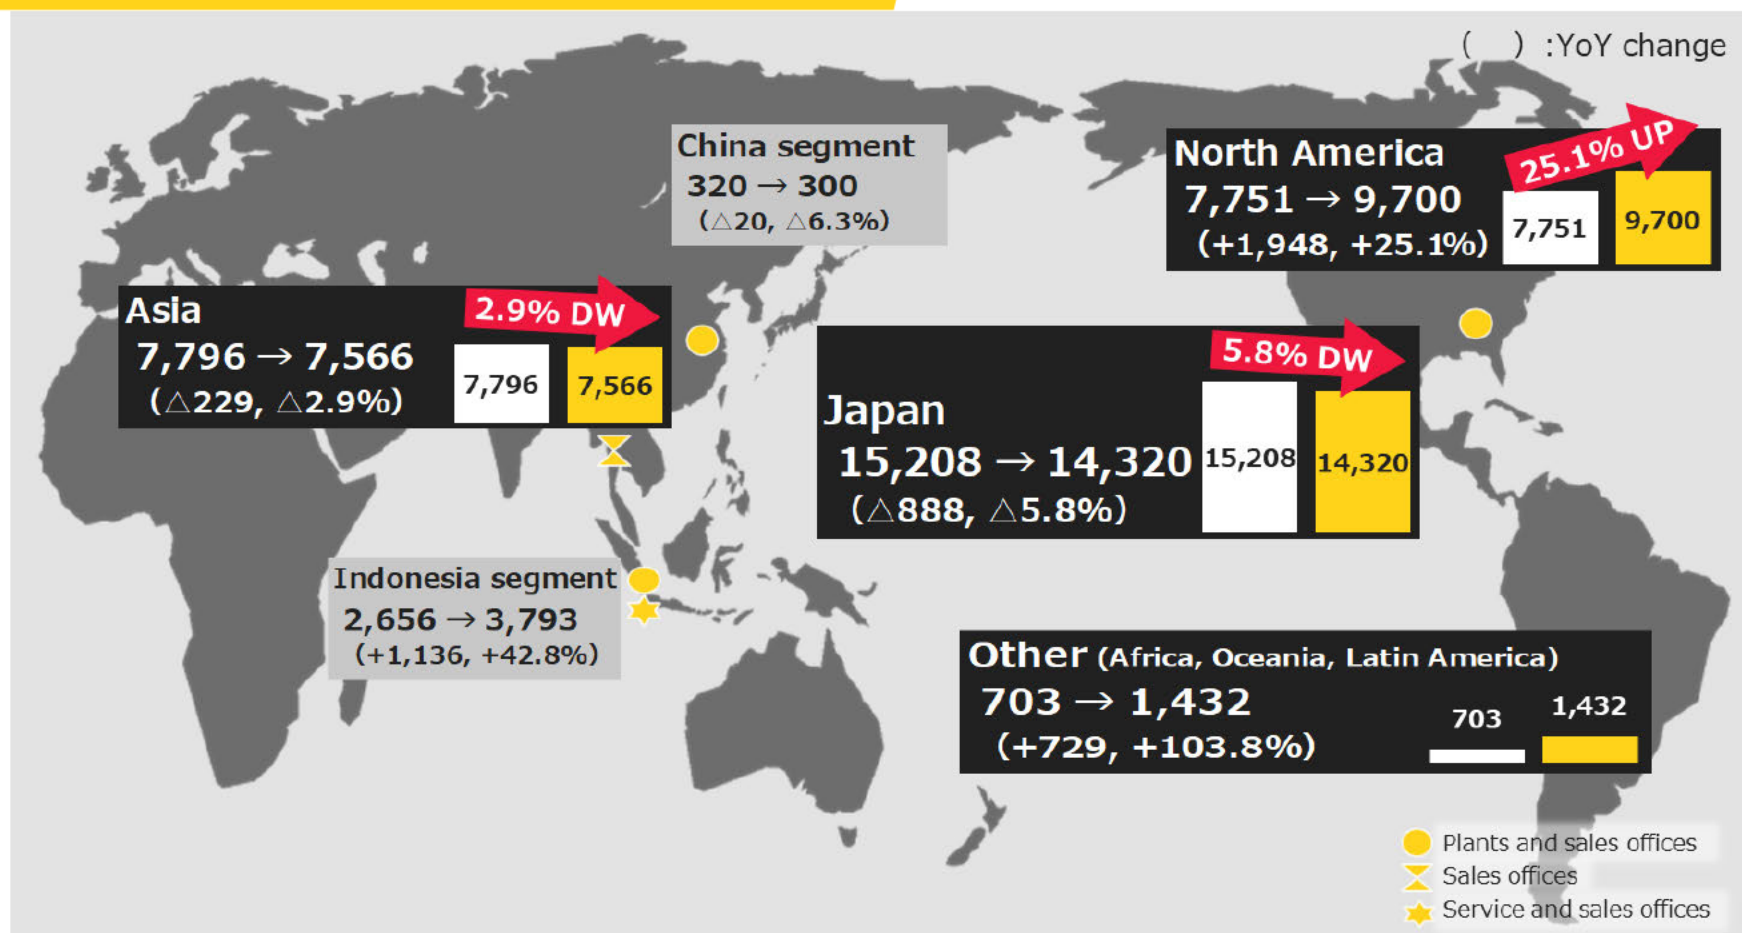 (　) :YoY change
China segment
320 → 300
(△20, △6.3%)
North America
7,751 → 9,700
(+1,948, +25.1%)
25.1% UP
7,751
9,700
Asia
7,796 → 7,566
(△229, △2.9%)
2.9% DW
7,796
7,566
Japan
15,208 → 14,320
(△888, △5.8%)
5.8% DW
15,208
14,320
Indonesia segment
2,656 → 3,793
(+1,136, +42.8%)
Other (Africa, Oceania, Latin America)
703 → 1,432
(+729, +103.8%)
703
1,432
Plants and sales offices
Sales offices
Service and sales offices